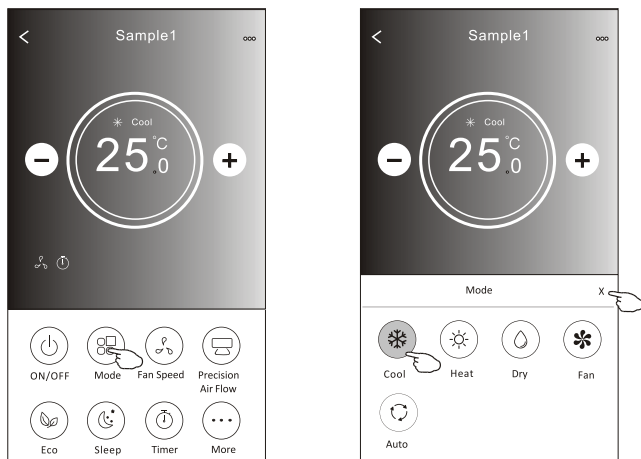 Sample1
Cool
25.0°C
ON/OFF Mode Fan Speed Precision Air Flow
Eco Sleep Timer More
Sample1
Cool
25.0°C
Mode X
Cool Heat Dry Fan
Auto